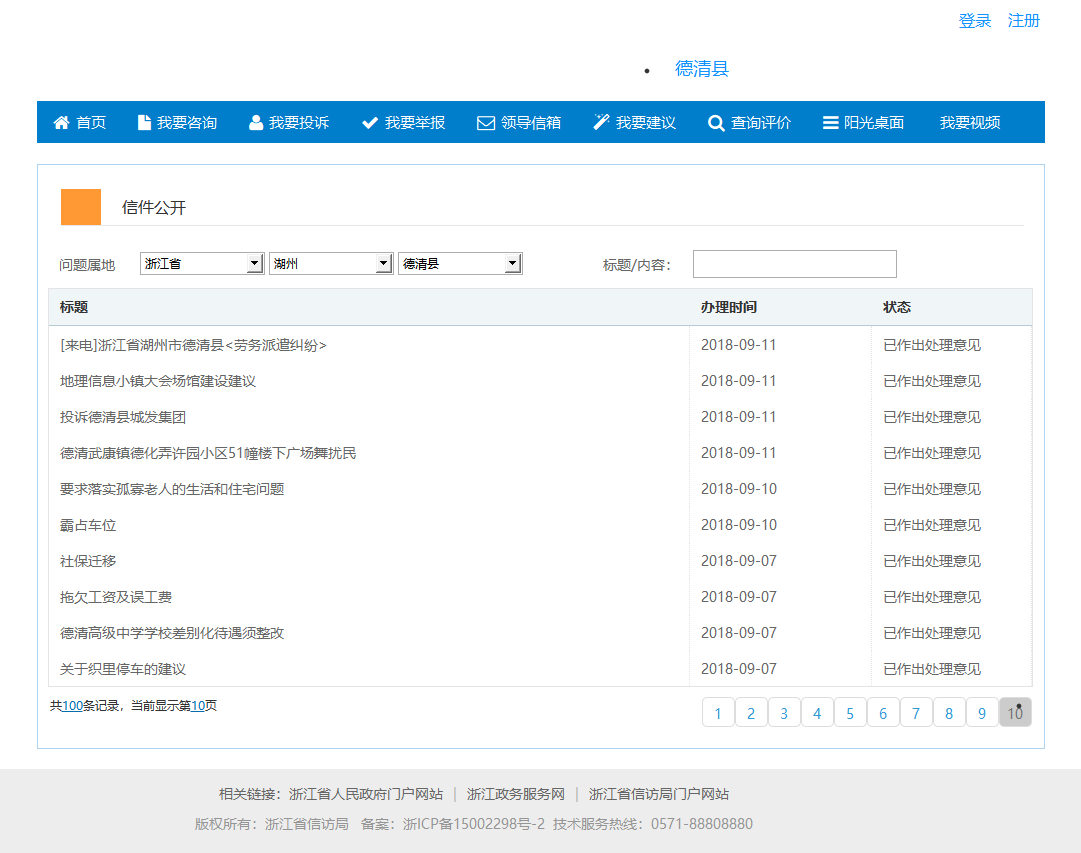 登录 注册
• 德清县
首页 我要咨询 我要投诉 我要举报 领导信箱 我要建议 查询评价 阳光桌面 我要视频
信件公开
问题属地 浙江省 湖州 德清县 标题/内容：
标题 办理时间 状态
[来电]浙江省湖州市德清县<劳务派遣纠纷> 2018-09-11 已作出处理意见
地理信息小镇大会场馆建设建议 2018-09-11 已作出处理意见
投诉德清县城发集团 2018-09-11 已作出处理意见
德清武康镇德化弄许园小区51幢楼下广场舞扰民 2018-09-11 已作出处理意见
要求落实孤寡老人的生活和住宅问题 2018-09-10 已作出处理意见
霸占车位 2018-09-10 已作出处理意见
社保迁移 2018-09-07 已作出处理意见
拖欠工资及误工费 2018-09-07 已作出处理意见
德清高级中学学校差别化待遇须整改 2018-09-07 已作出处理意见
关于织里停车的建议 2018-09-07 已作出处理意见
共100条记录，当前显示第10页 1 2 3 4 5 6 7 8 9 10
相关链接：浙江省人民政府门户网站 | 浙江政务服务网 | 浙江省信访局门户网站
版权所有：浙江省信访局 备案：浙ICP备15002298号-2 技术服务热线：0571-88808880